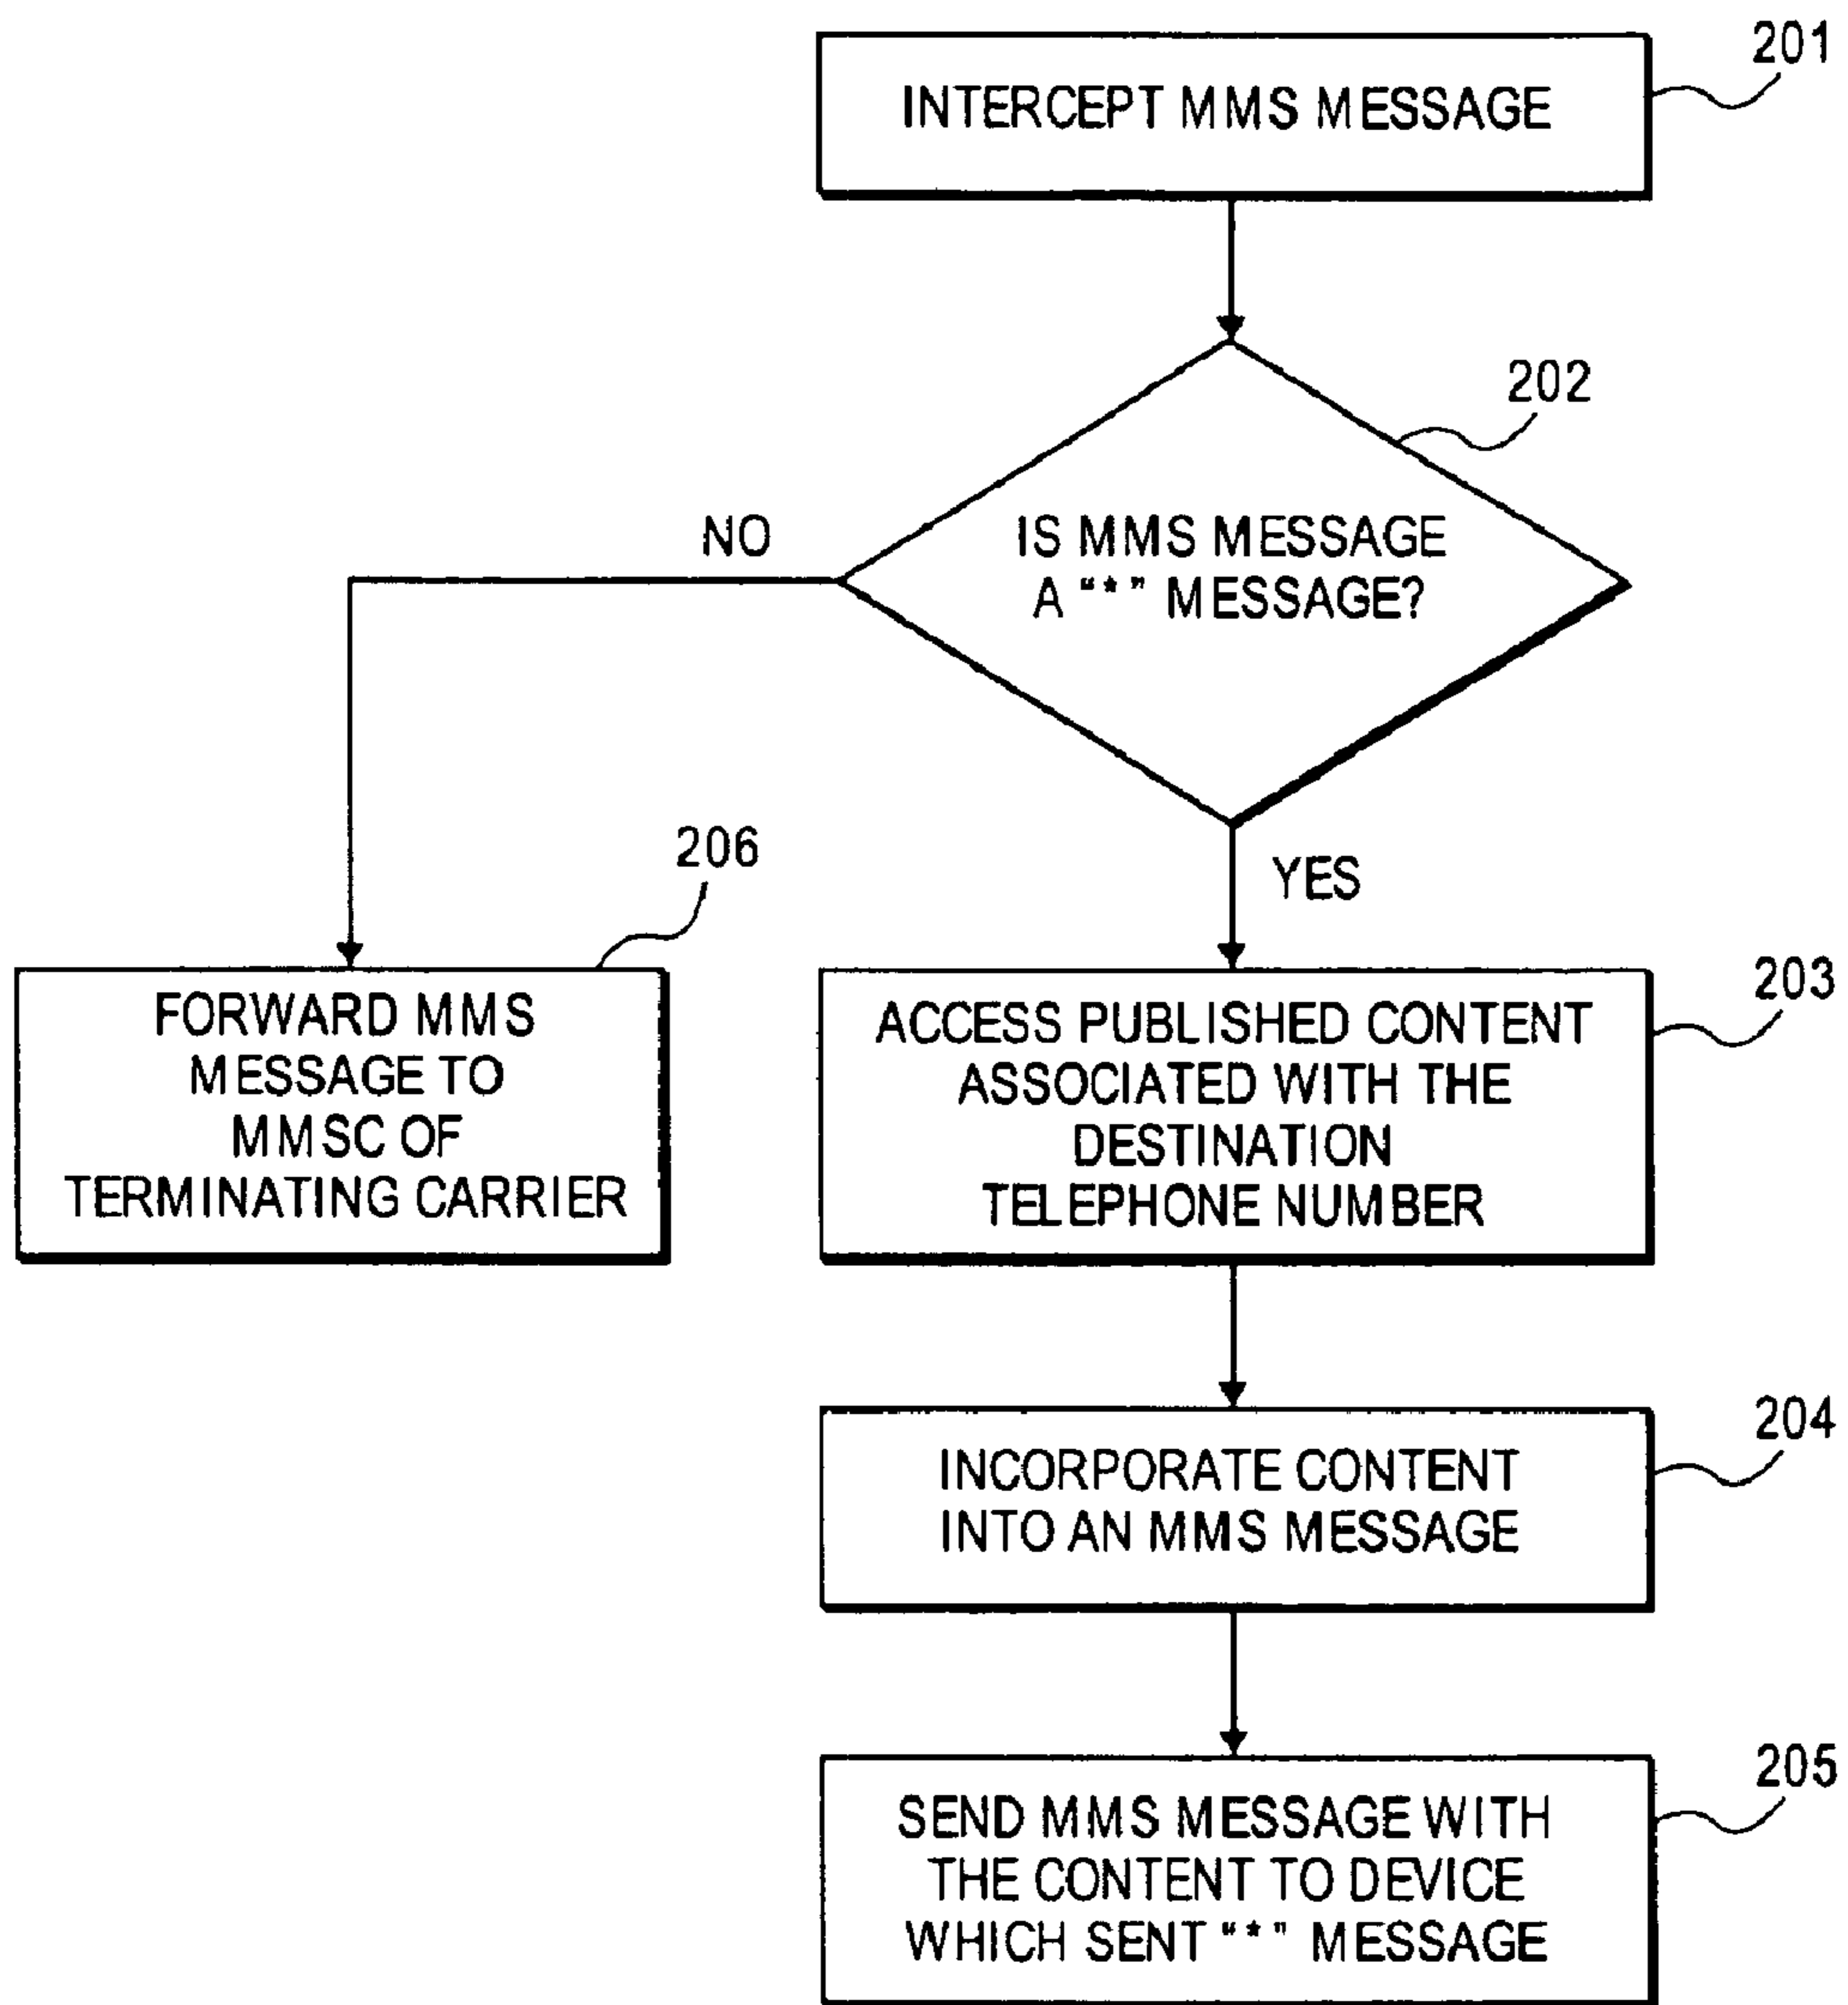 201
INTERCEPT MMS MESSAGE
202
IS MMS MESSAGE
A "*" MESSAGE?
NO
YES
206
FORWARD MMS
MESSAGE TO
MMSC OF
TERMINATING CARRIER
203
ACCESS PUBLISHED CONTENT
ASSOCIATED WITH THE
DESTINATION
TELEPHONE NUMBER
204
INCORPORATE CONTENT
INTO AN MMS MESSAGE
205
SEND MMS MESSAGE WITH
THE CONTENT TO DEVICE
WHICH SENT "*" MESSAGE